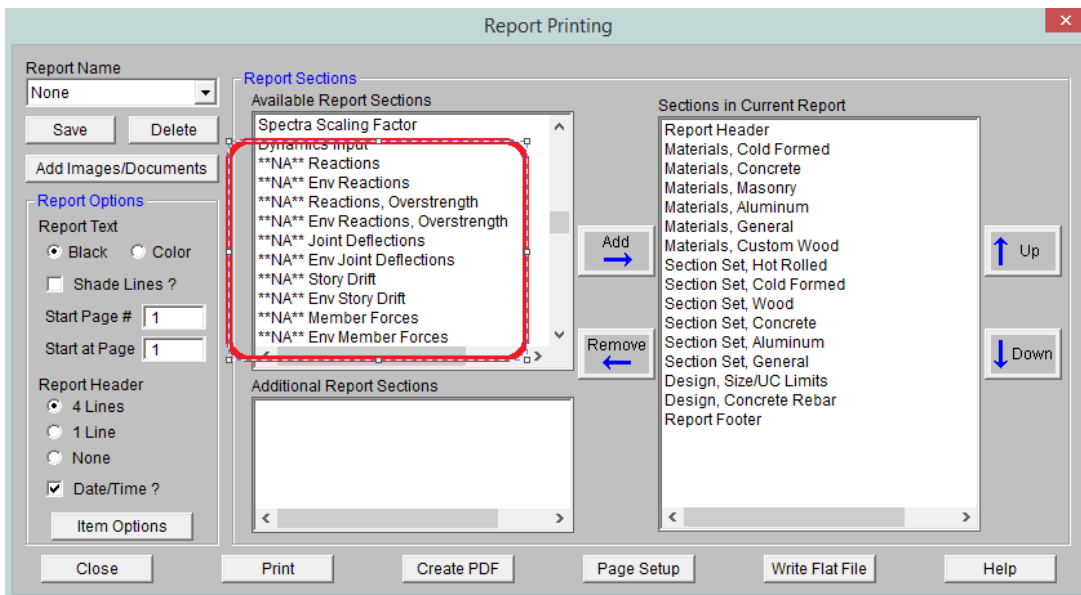 Report Printing
Report Name
None
Save
Delete
Add Images/Documents
Report Options
Report Text
Black
Color
Shade Lines ?
Start Page #
1
Start at Page
1
Report Header
4 Lines
1 Line
None
Date/Time ?
Item Options
Report Sections
Available Report Sections
Spectra Scaling Factor
Dynamics Input
**NA** Reactions
**NA** Env Reactions
**NA** Reactions, Overstrength
**NA** Env Reactions, Overstrength
**NA** Joint Deflections
**NA** Env Joint Deflections
**NA** Story Drift
**NA** Env Story Drift
**NA** Member Forces
**NA** Env Member Forces
Additional Report Sections
Add
Remove
Sections in Current Report
Report Header
Materials, Cold Formed
Materials, Concrete
Materials, Masonry
Materials, Aluminum
Materials, General
Materials, Custom Wood
Section Set, Hot Rolled
Section Set, Cold Formed
Section Set, Wood
Section Set, Concrete
Section Set, Aluminum
Section Set, General
Design, Size/UC Limits
Design, Concrete Rebar
Report Footer
Up
Down
Close
Print
Create PDF
Page Setup
Write Flat File
Help